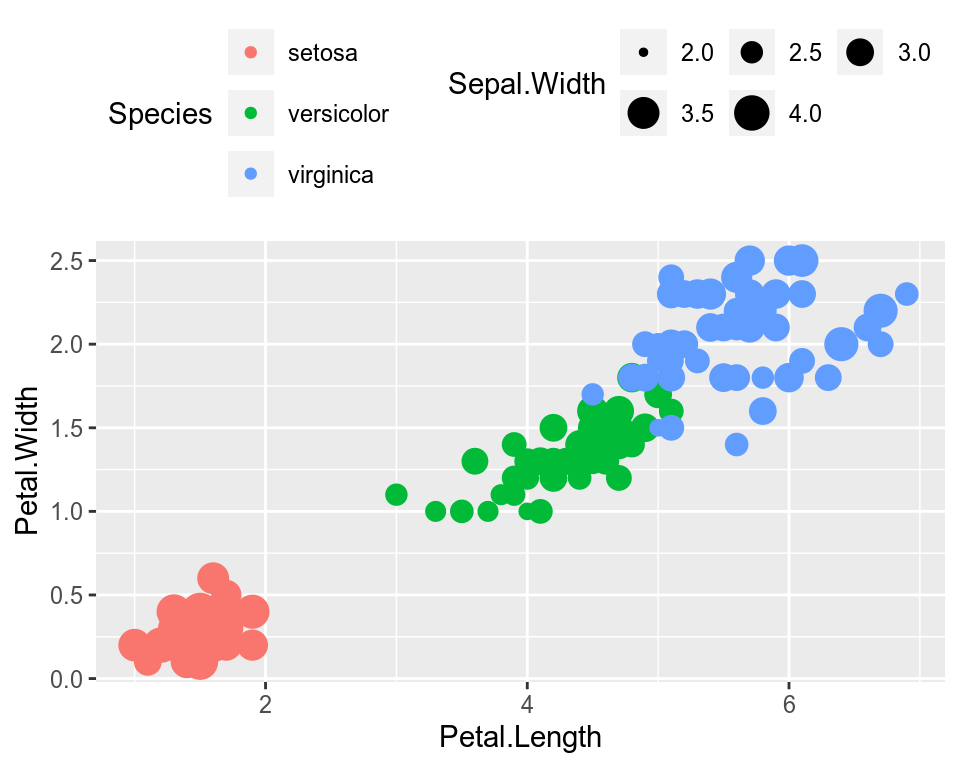 Species
setosa
versicolor
virginica
Sepal.Width
2.0 2.5 3.0
3.5 4.0
Petal.Width
2.5
2.0
1.5
1.0
0.5
0.0
2 4 6
Petal.Length